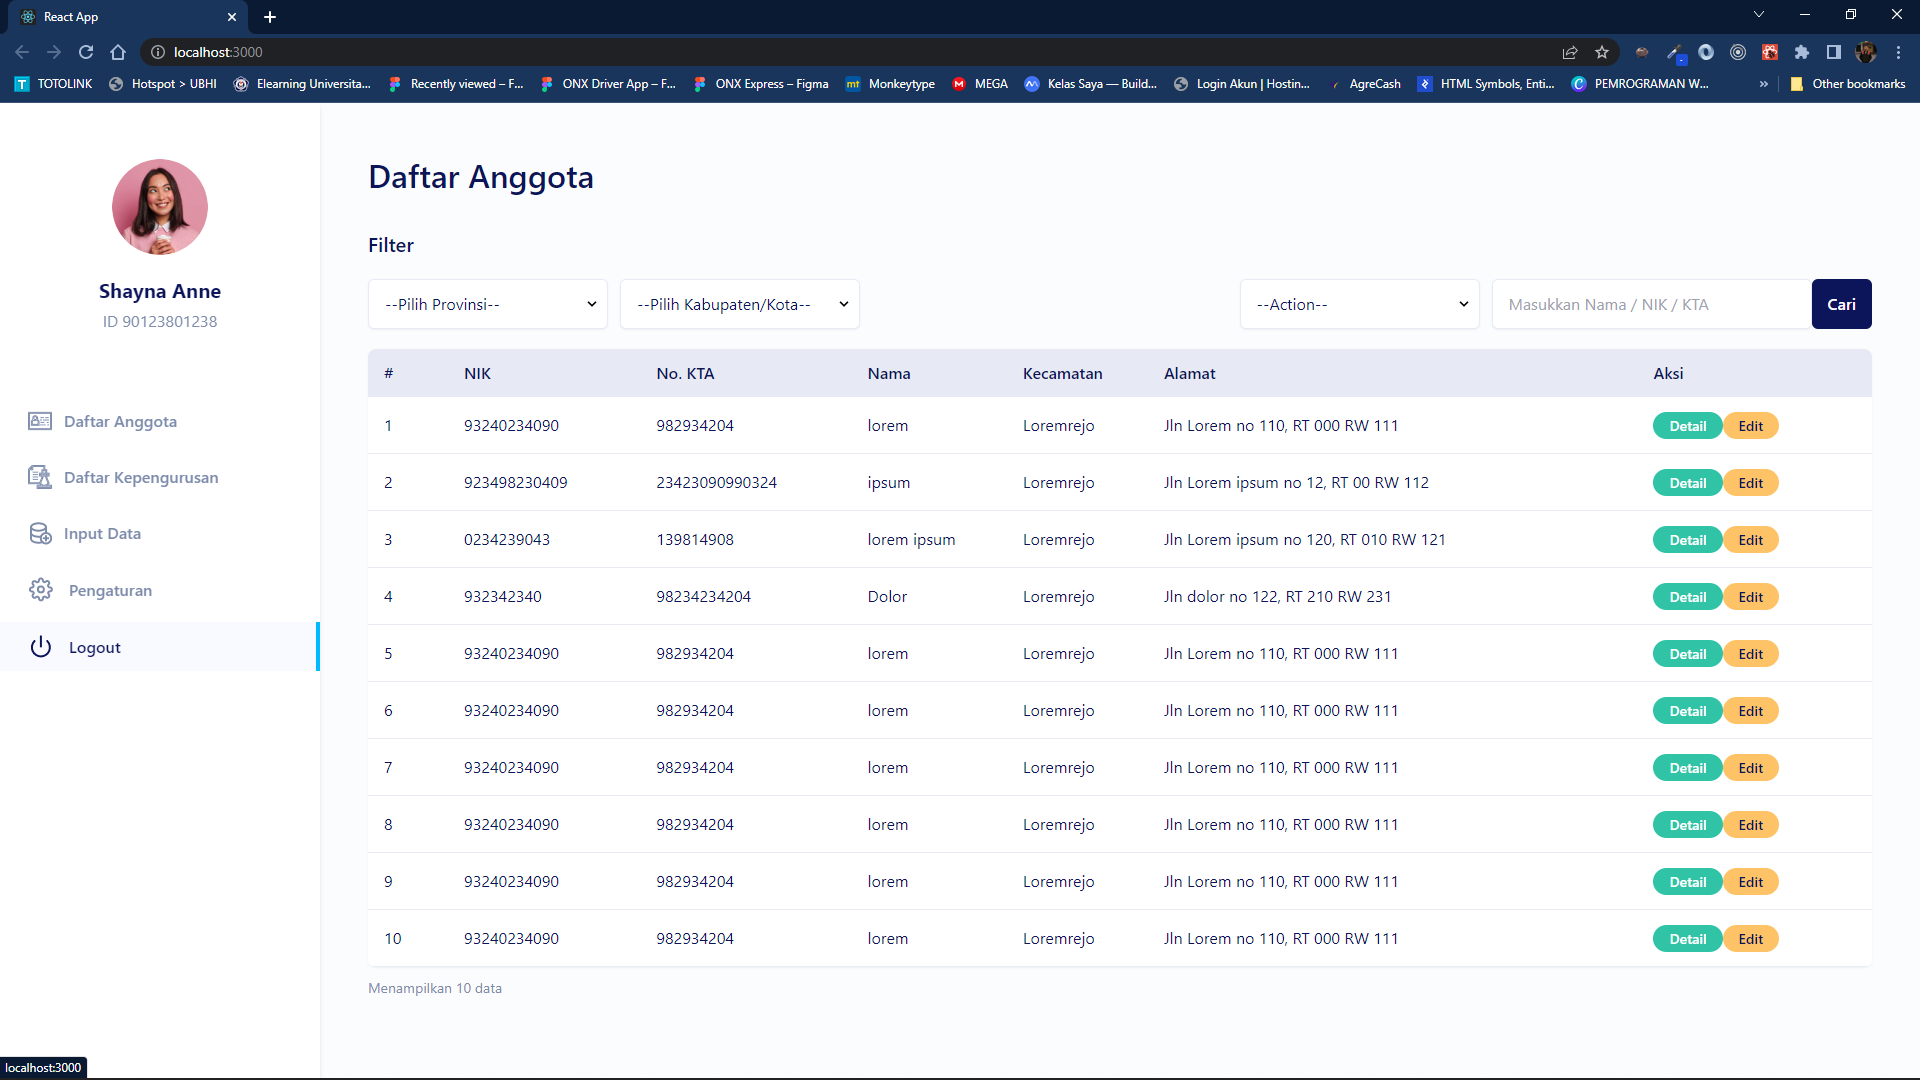 React App
localhost:3000
TOTOLINK Hotspot > UBHI Elearning Universita... Recently viewed – F... ONX Driver App – F... ONX Express – Figma mt Monkeytype M MEGA Kelas Saya — Build... Login Akun | Hostin... AgreCash HTML Symbols, Enti... PEMROGRAMAN W... » Other bookmarks
Shayna Anne
ID 90123801238
Daftar Anggota
Daftar Kepengurusan
Input Data
Pengaturan
Logout
Daftar Anggota
Filter
--Pilih Provinsi-- --Pilih Kabupaten/Kota-- --Action-- Masukkan Nama / NIK / KTA Cari
# NIK No. KTA Nama Kecamatan Alamat Aksi
1 93240234090 982934204 lorem Loremrejo Jln Lorem no 110, RT 000 RW 111 Detail Edit
2 923498230409 23423090990324 ipsum Loremrejo Jln Lorem ipsum no 12, RT 00 RW 112 Detail Edit
3 0234239043 139814908 lorem ipsum Loremrejo Jln Lorem ipsum no 120, RT 010 RW 121 Detail Edit
4 932342340 98234234204 Dolor Loremrejo Jln dolor no 122, RT 210 RW 231 Detail Edit
5 93240234090 982934204 lorem Loremrejo Jln Lorem no 110, RT 000 RW 111 Detail Edit
6 93240234090 982934204 lorem Loremrejo Jln Lorem no 110, RT 000 RW 111 Detail Edit
7 93240234090 982934204 lorem Loremrejo Jln Lorem no 110, RT 000 RW 111 Detail Edit
8 93240234090 982934204 lorem Loremrejo Jln Lorem no 110, RT 000 RW 111 Detail Edit
9 93240234090 982934204 lorem Loremrejo Jln Lorem no 110, RT 000 RW 111 Detail Edit
10 93240234090 982934204 lorem Loremrejo Jln Lorem no 110, RT 000 RW 111 Detail Edit
Menampilkan 10 data
localhost:3000